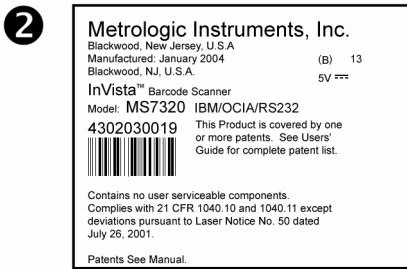 2
Metrologic Instruments, Inc.
Blackwood, New Jersey, U.S.A
Manufactured: January 2004 (B) 13
Blackwood, NJ, U.S.A. 5V
InVista™ Barcode Scanner
Model: MS7320 IBM/OCIA/RS232
4302030019
This Product is covered by one
or more patents. See Users'
Guide for complete patent list.
Contains no user serviceable components.
Complies with 21 CFR 1040.10 and 1040.11 except
deviations pursuant to Laser Notice No. 50 dated
July 26, 2001.
Patents See Manual.